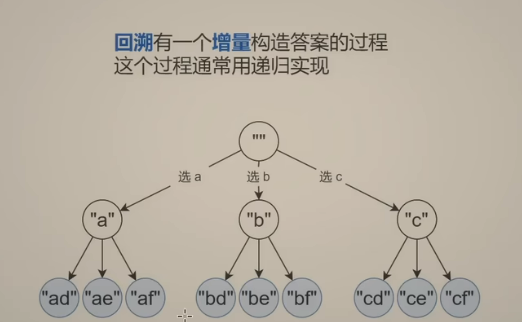 回溯有一个增量构造答案的过程
这个过程通常用递归实现
""
选 a 选 b 选 c
"a" "b" "c"
"ad" "ae" "af" "bd" "be" "bf" "cd" "ce" "cf"